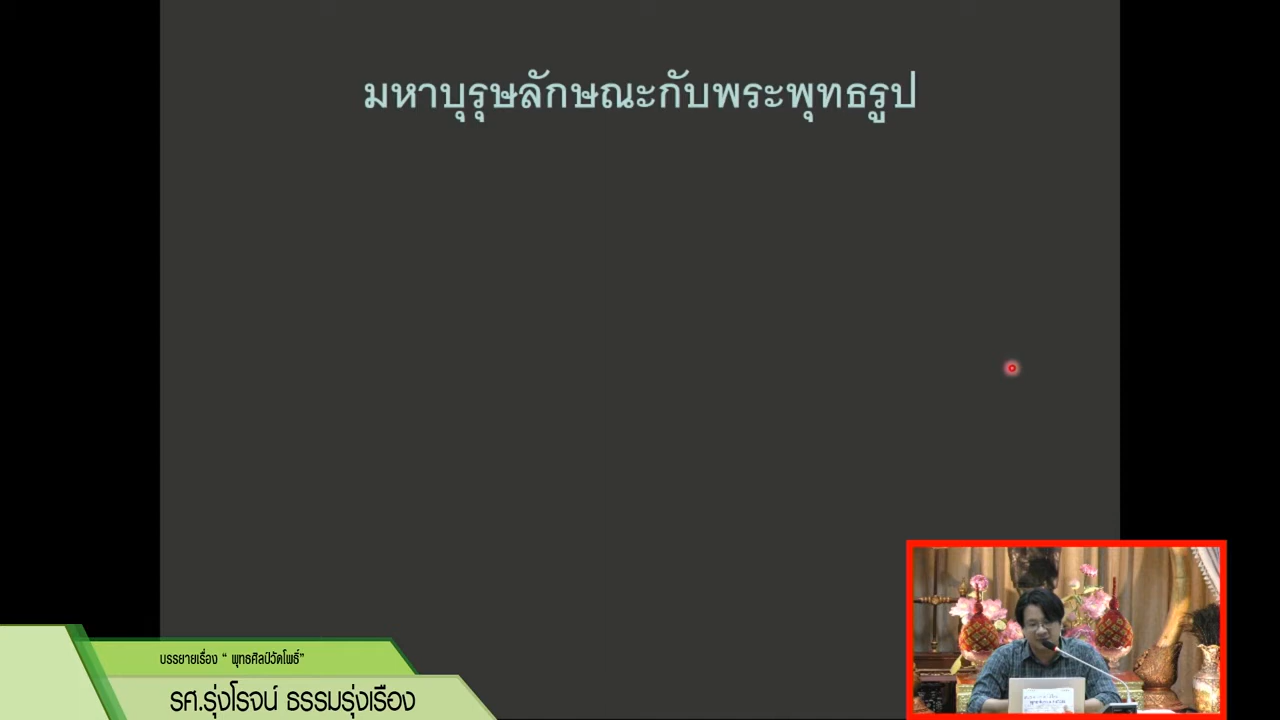 มหาบุรุษลักษณะกับพระพุทธรูป
บรรยายเรื่อง “ พุทธศิลป์วัดโพธิ์”
รศ.รุ่งโรจน์ ธรรมรุ่งเรือง